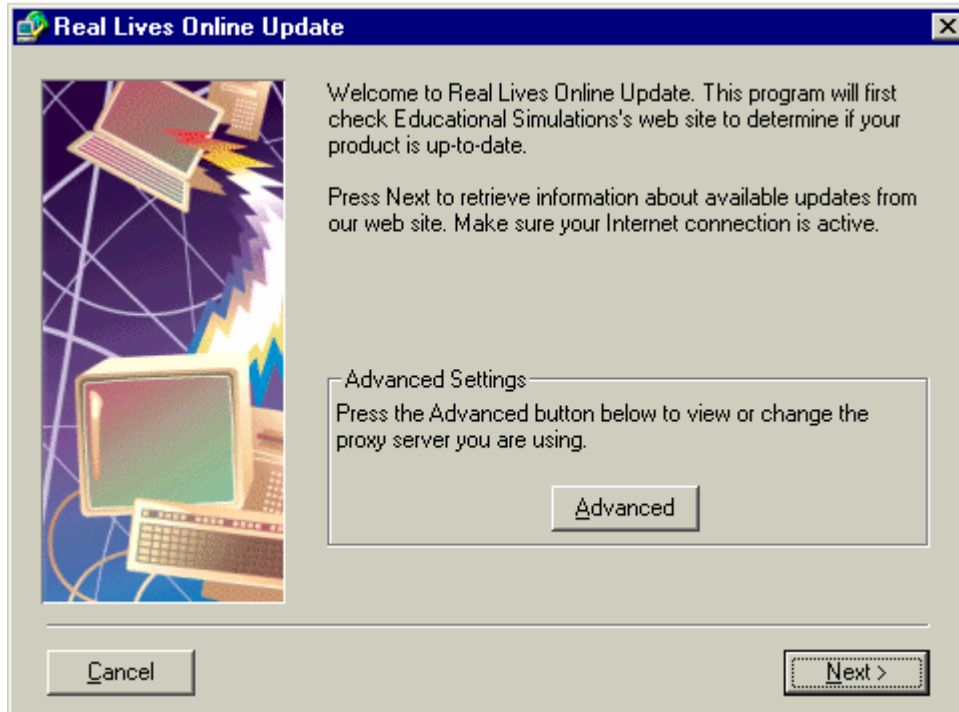 Real Lives Online Update
Welcome to Real Lives Online Update. This program will first
check Educational Simulations's web site to determine if your
product is up-to-date.
Press Next to retrieve information about available updates from
our web site. Make sure your Internet connection is active.
Advanced Settings
Press the Advanced button below to view or change the
proxy server you are using.
Advanced
Cancel
Next >